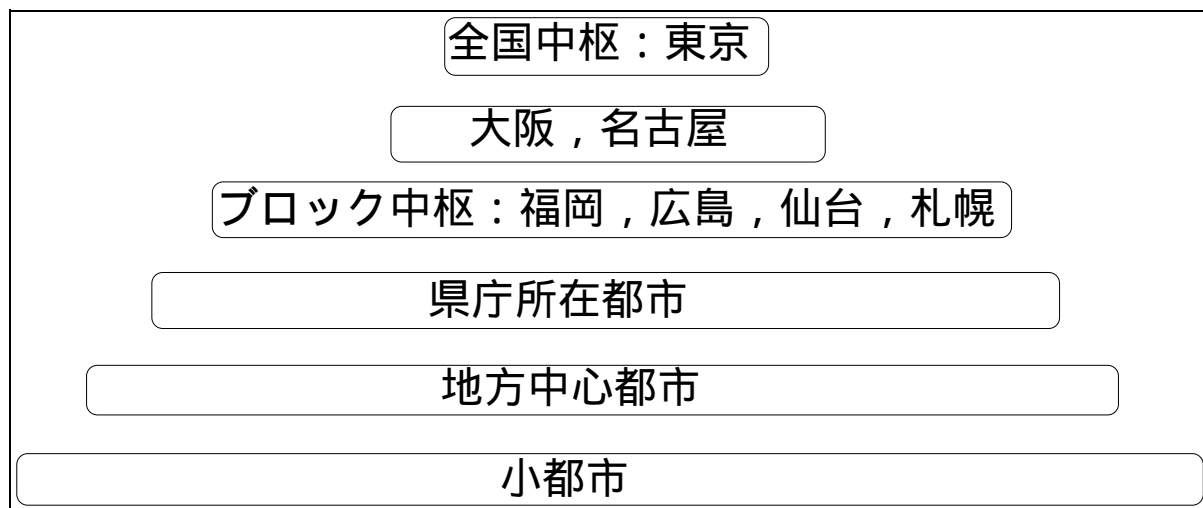 全国中枢：東京
大阪，名古屋
ブロック中枢：福岡，広島，仙台，札幌
県庁所在都市
地方中心都市
小都市